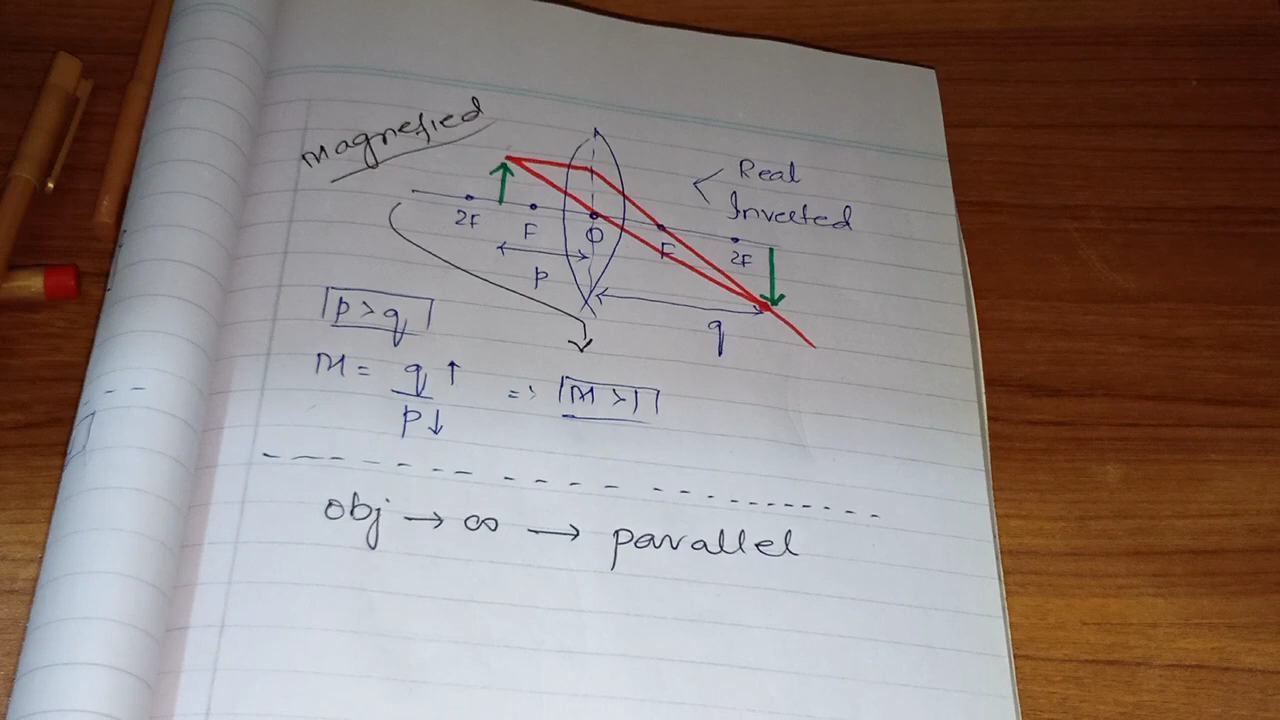 Magnefied
Real
Inverted
2F F O F 2F
p
q
p > q
M = q ↑
p ↓
=> M > 1
obj → ∞ → parallel